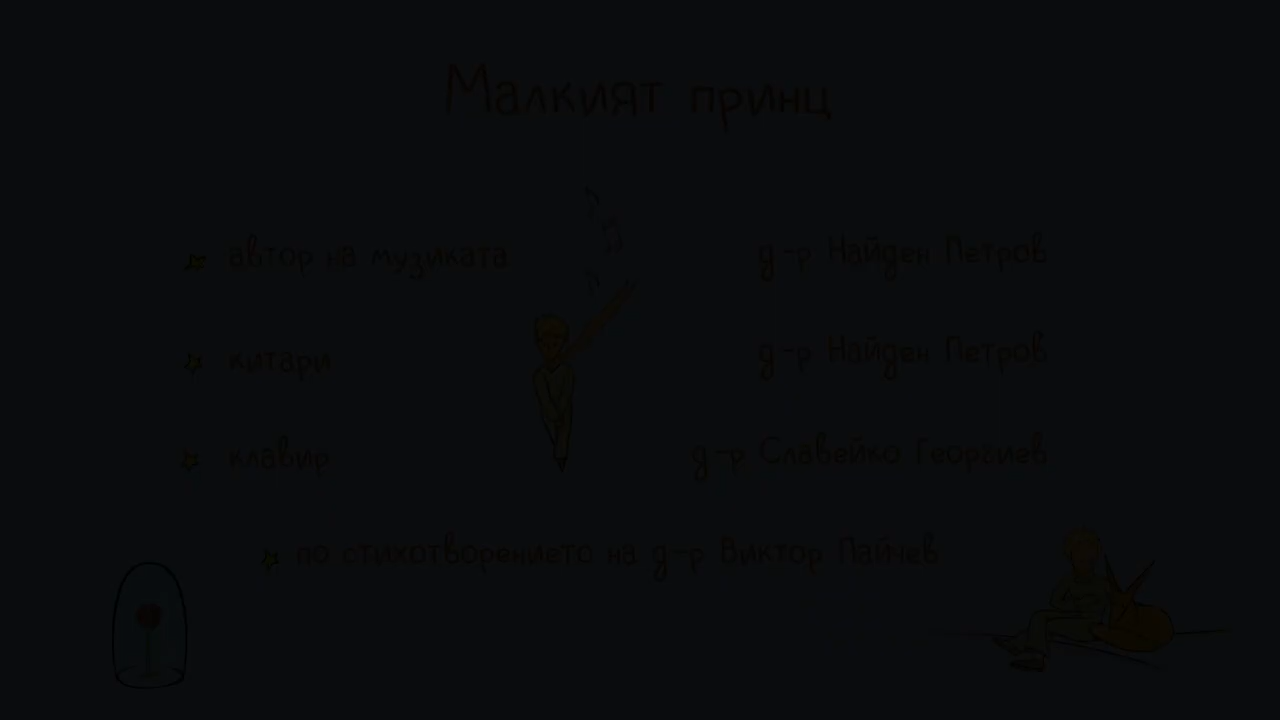 Малкият принц
автор на музиката д-р Найден Петров
китари д-р Найден Петров
клавир д-р Славейко Георгиев
по стихотворението на д-р Виктор Пайчев